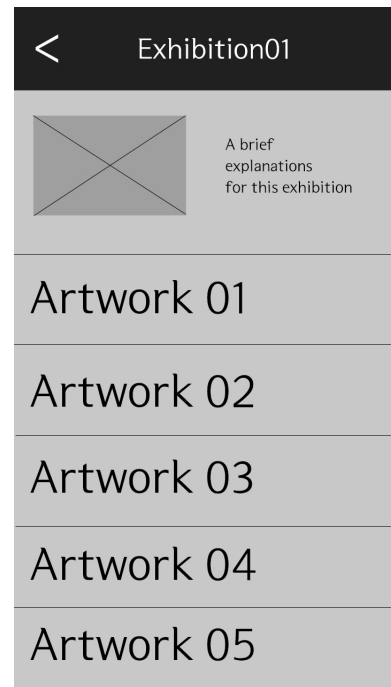 < Exhibition01
A brief
explanations
for this exhibition
Artwork 01
Artwork 02
Artwork 03
Artwork 04
Artwork 05